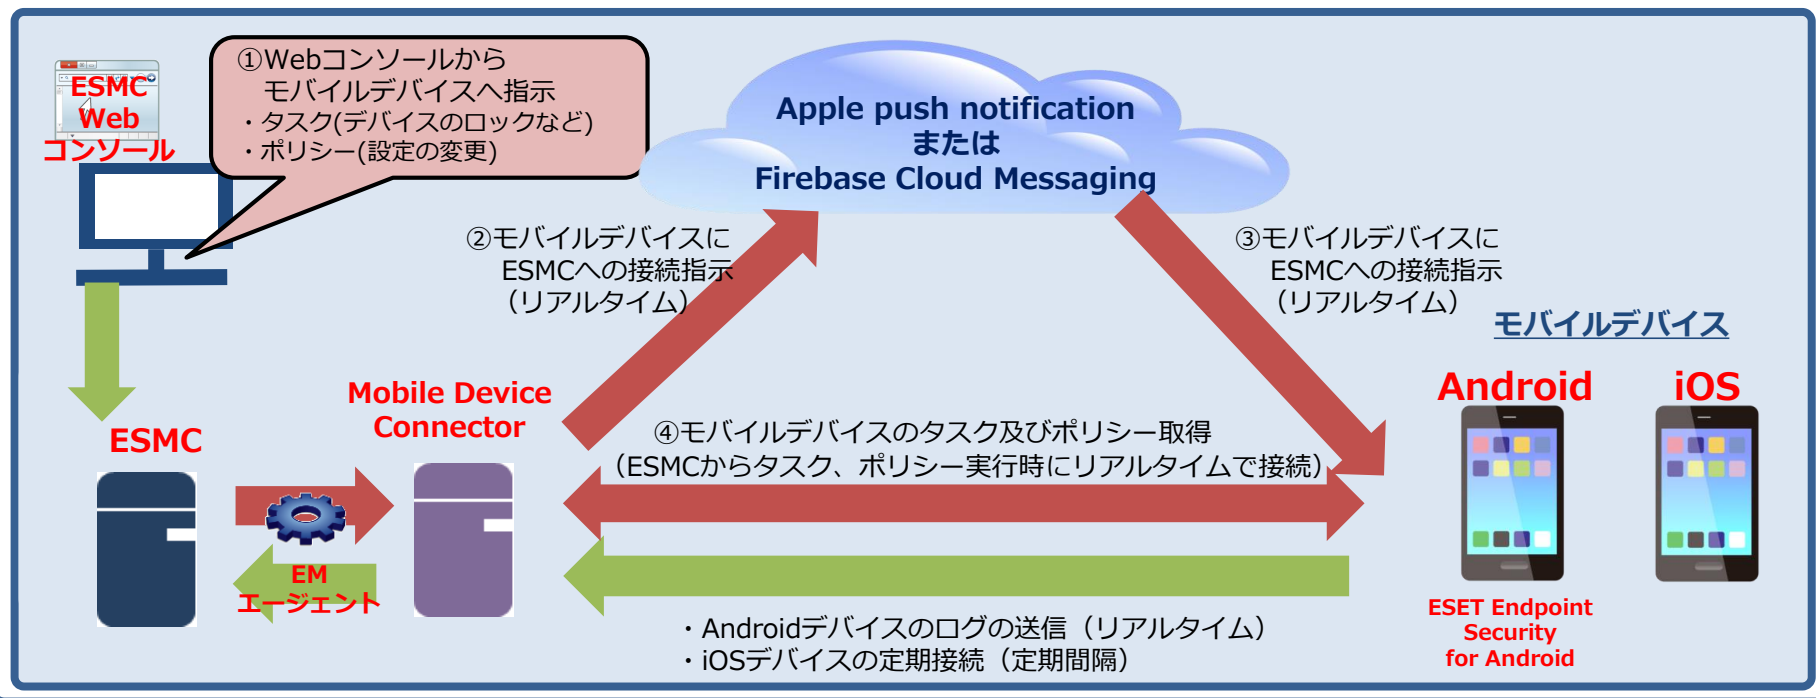 ESMC
Web
コンソール
①Webコンソールから
モバイルデバイスへ指示
・タスク(デバイスのロックなど)
・ポリシー(設定の変更)
Apple push notification
または
Firebase Cloud Messaging
②モバイルデバイスに
ESMCへの接続指示
（リアルタイム）
③モバイルデバイスに
ESMCへの接続指示
（リアルタイム）
モバイルデバイス
Android
iOS
Mobile Device
Connector
ESMC
④モバイルデバイスのタスク及びポリシー取得
（ESMCからタスク、ポリシー実行時にリアルタイムで接続）
EM
エージェント
・Androidデバイスのログの送信（リアルタイム）
・iOSデバイスの定期接続（定期間隔）
ESET Endpoint
Security
for Android